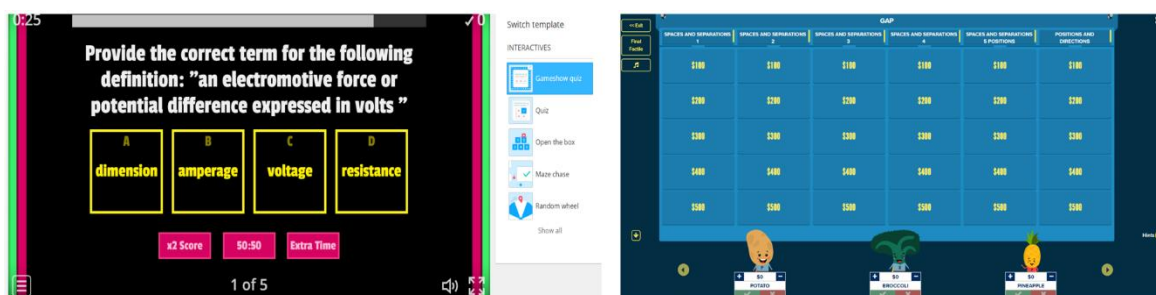 0:25
✓0
Provide the correct term for the following
definition: ”an electromotive force or
potential difference expressed in volts ”
A
B
C
D
dimension
amperage
voltage
resistance
x2 Score
50:50
Extra Time
1 of 5
Switch template
INTERACTIVES
Gameshow quiz
Quiz
Open the box
Maze chase
Random wheel
Show all
<< Exit
Final
Factile
GAP
SPACES AND SEPARATIONS
1
SPACES AND SEPARATIONS
2
SPACES AND SEPARATIONS
3
SPACES AND SEPARATIONS
4
SPACES AND SEPARATIONS
5 POSITIONS
POSITIONS AND
DIRECTIONS
$100 $100 $100 $100 $100 $100
$200 $200 $200 $200 $200 $200
$300 $300 $300 $300 $300 $300
$400 $400 $400 $400 $400 $400
$500 $500 $500 $500 $500 $500
+ $0 −
POTATO
+ $0 −
BROCCOLI
+ $0 −
PINEAPPLE